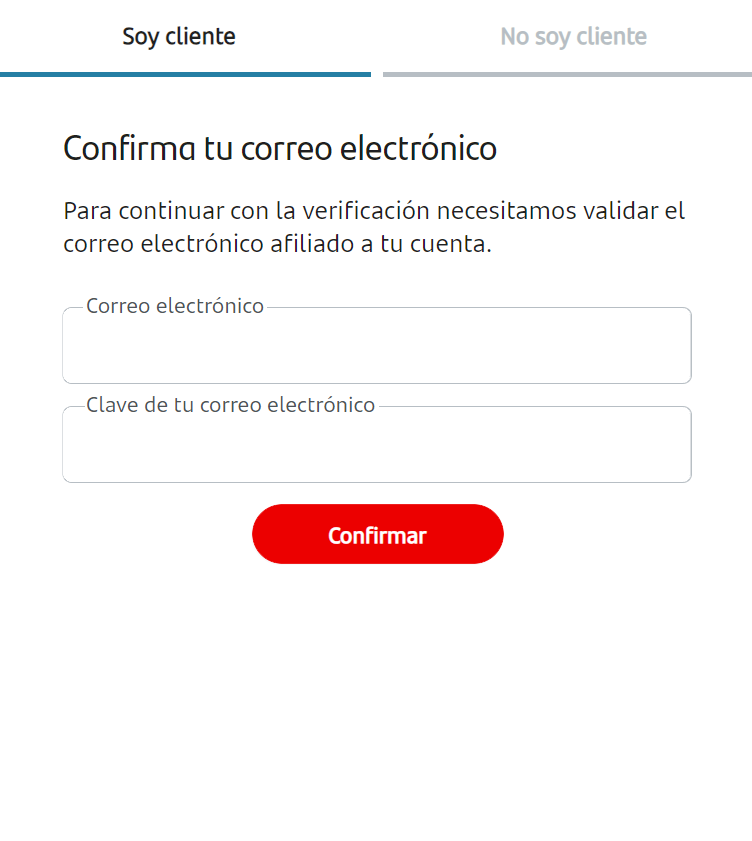 Soy cliente
No soy cliente
Confirma tu correo electrónico
Para continuar con la verificación necesitamos validar el
correo electrónico afiliado a tu cuenta.
Correo electrónico
Clave de tu correo electrónico
Confirmar